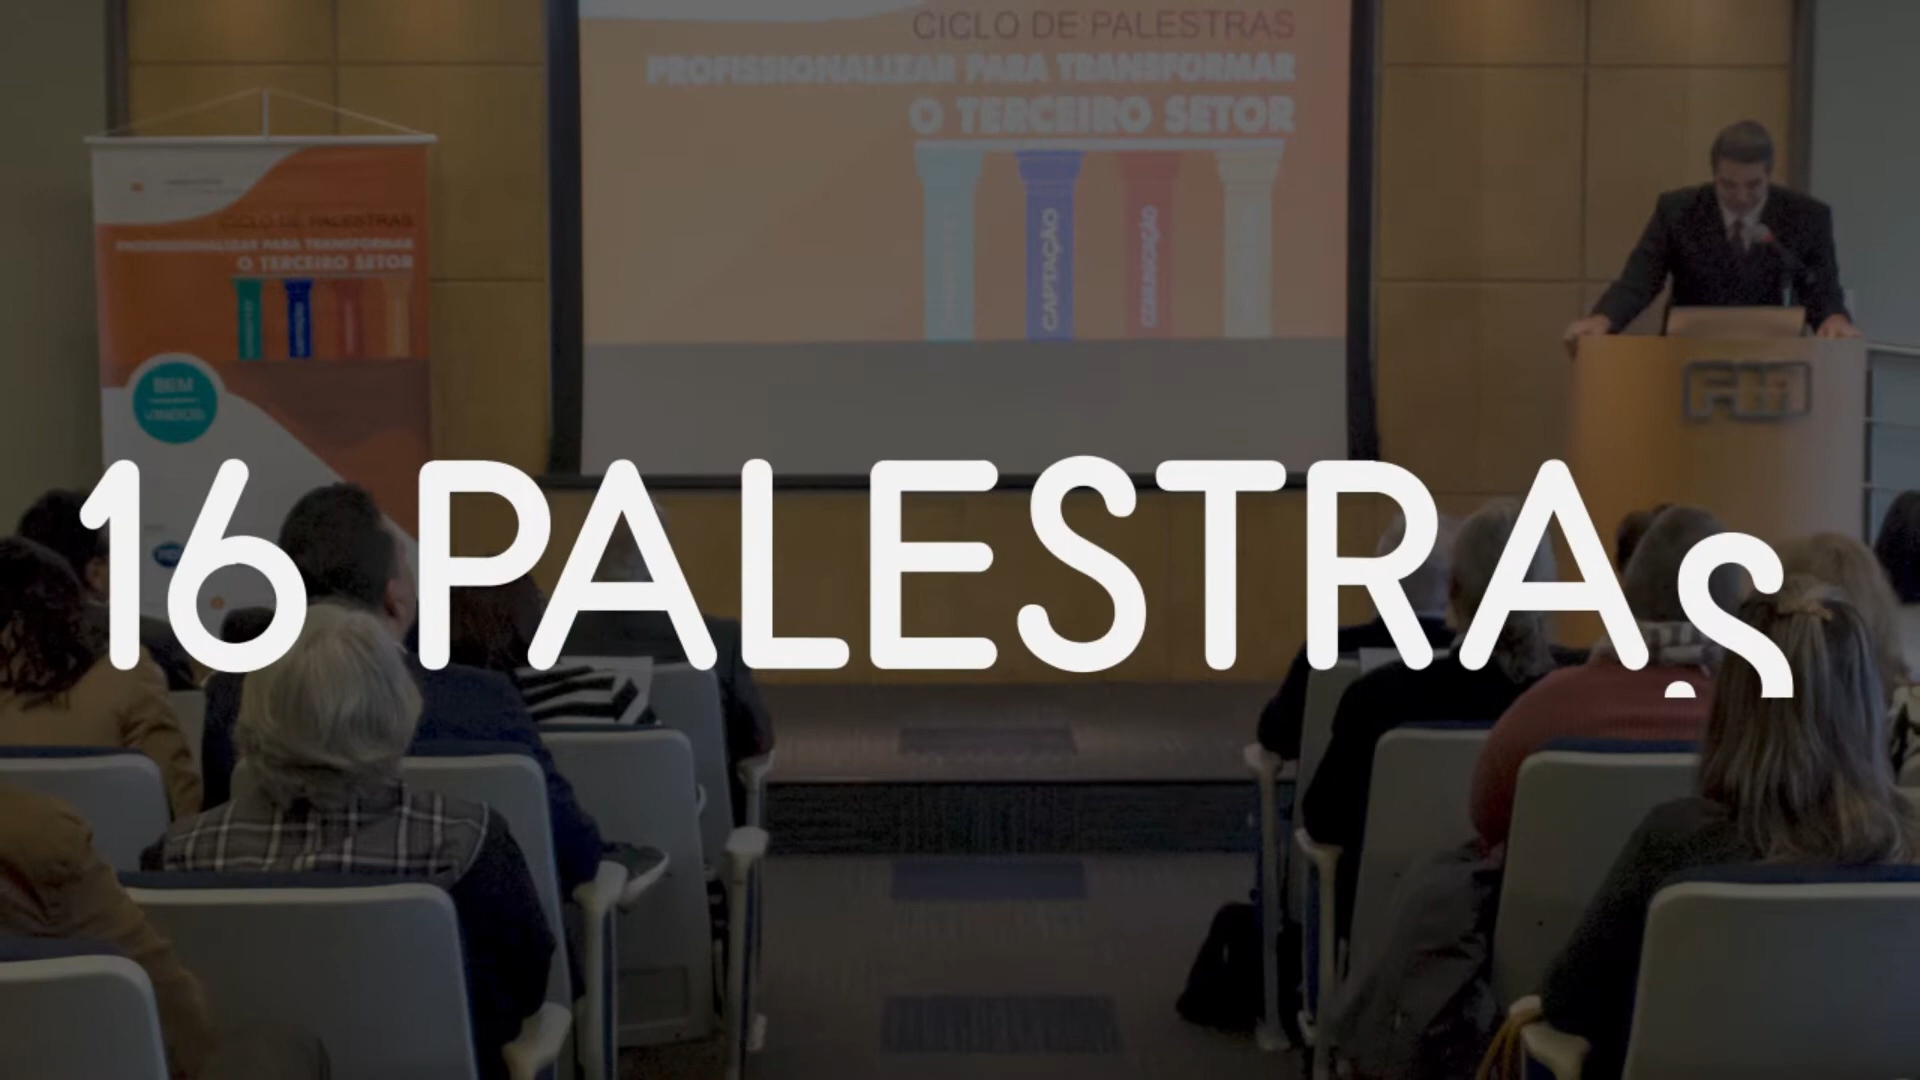 CICLO DE PALESTRAS
PROFISSIONALIZAR PARA TRANSFORMAR
O TERCEIRO SETOR
CAPTAÇÃO
COMUNICAÇÃO
CICLO DE PALESTRAS
PROFISSIONALIZAR PARA TRANSFORMAR
O TERCEIRO SETOR
BEM
VINDOS
FIA
16 PALESTRAS